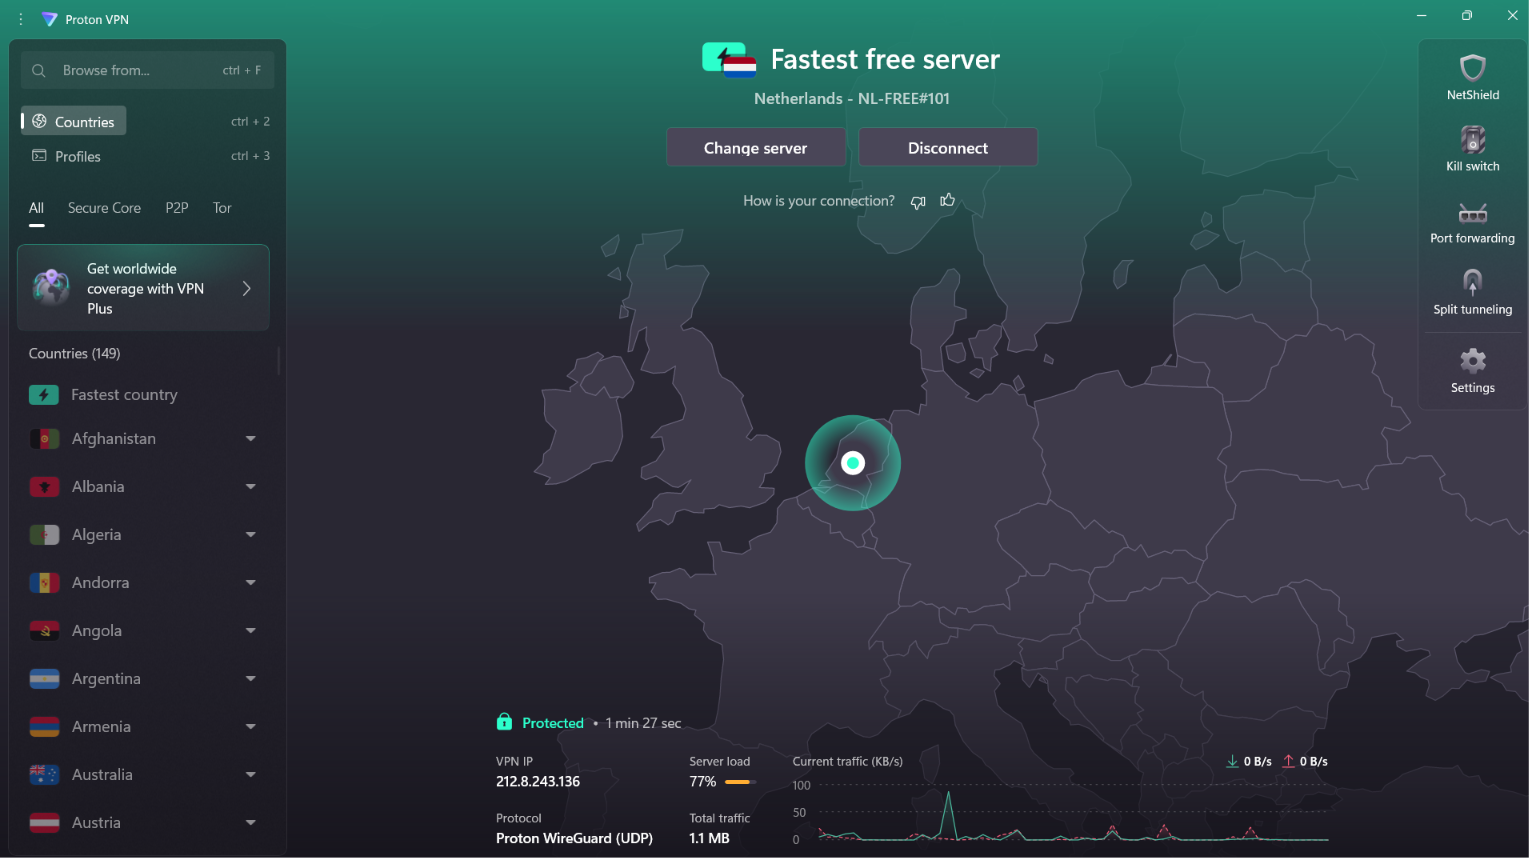 Proton VPN
Browse from...
ctrl + F
Countries
ctrl + 2
Profiles
ctrl + 3
All
Secure Core
P2P
Tor
Get worldwide
coverage with VPN
Plus
Countries (149)
Fastest country
Afghanistan
Albania
Algeria
Andorra
Angola
Argentina
Armenia
Australia
Austria
Fastest free server
Netherlands - NL-FREE#101
Change server
Disconnect
How is your connection?
Protected • 1 min 27 sec
VPN IP
212.8.243.136
Server load
77%
Protocol
Proton WireGuard (UDP)
Total traffic
1.1 MB
Current traffic (KB/s)
0 B/s
0 B/s
100
50
0
NetShield
Kill switch
Port forwarding
Split tunneling
Settings